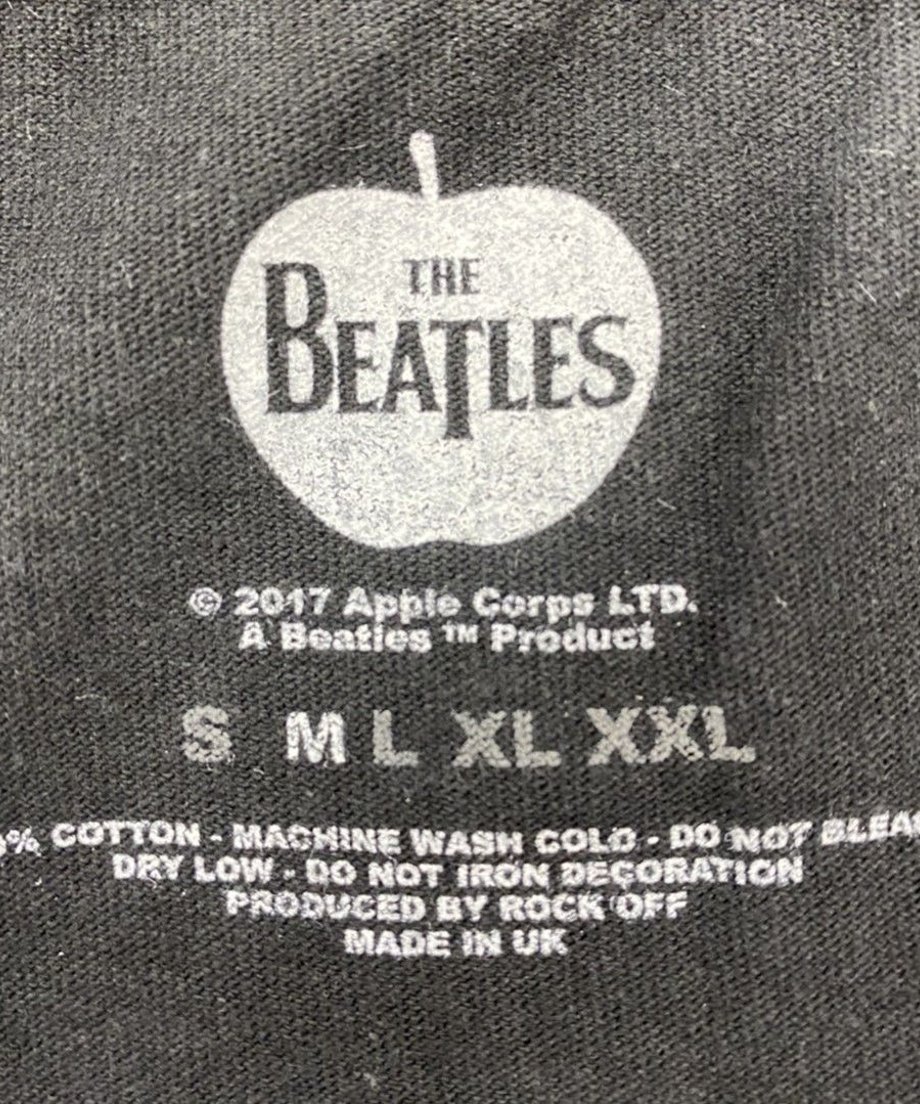 THE
BEATLES
© 2017 Apple Corps LTD.
A Beatles ™ Product
S M L XL XXL
% COTTON - MACHINE WASH COLD - DO NOT BLEA
DRY LOW - DO NOT IRON DECORATION
PRODUCED BY ROCK OFF
MADE IN UK